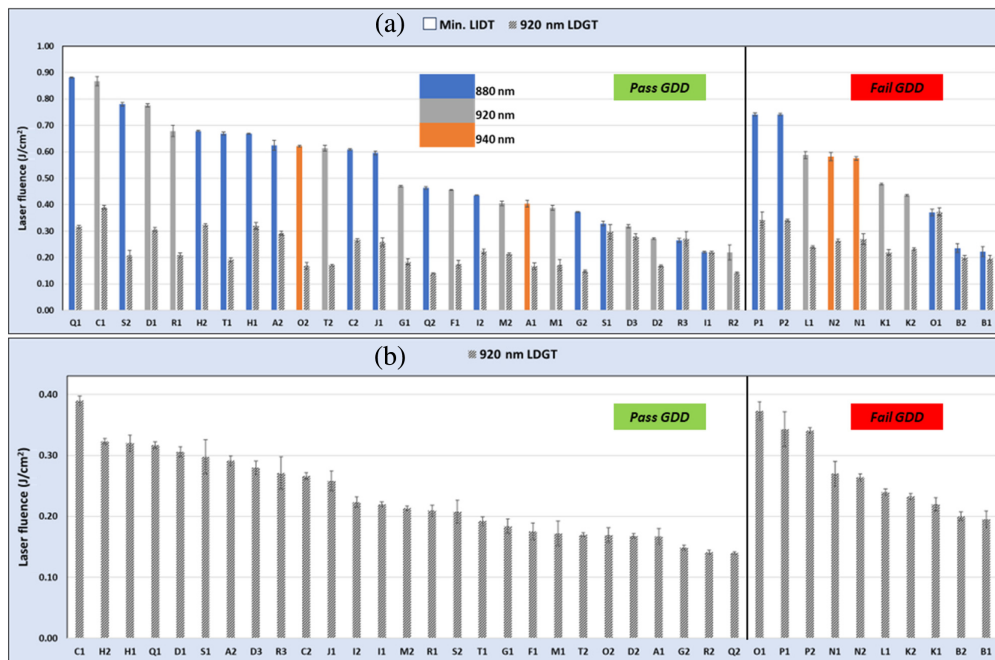 (a)
Min. LIDT 920 nm LDGT
Laser fluence (J/cm²)
1.00
0.90
0.80
0.70
0.60
0.50
0.40
0.30
0.20
0.10
0.00
880 nm
920 nm
940 nm
Pass GDD
Fail GDD
Q1 C1 S2 D1 R1 H2 T1 H1 A2 O2 T2 C2 J1 G1 Q2 F1 I2 M2 A1 M1 G2 S1 D3 D2 R3 I1 R2 P1 P2 L1 N2 N1 K1 K2 O1 B2 B1
(b)
920 nm LDGT
Laser fluence (J/cm²)
0.40
0.30
0.20
0.10
0.00
Pass GDD
Fail GDD
C1 H2 H1 Q1 D1 S1 A2 D3 R3 C2 J1 I2 I1 M2 R1 S2 T1 G1 F1 M1 T2 O2 D2 A1 G2 R2 Q2 O1 P1 P2 N1 N2 L1 K2 K1 B2 B1